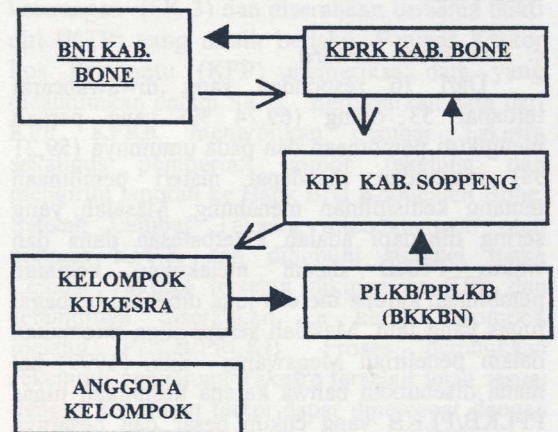 BNI KAB.
BONE
KPRK KAB. BONE
KPP KAB. SOPPENG
KELOMPOK
KUKESRA
PLKB/PPLKB
(BKKBN)
ANGGOTA
KELOMPOK